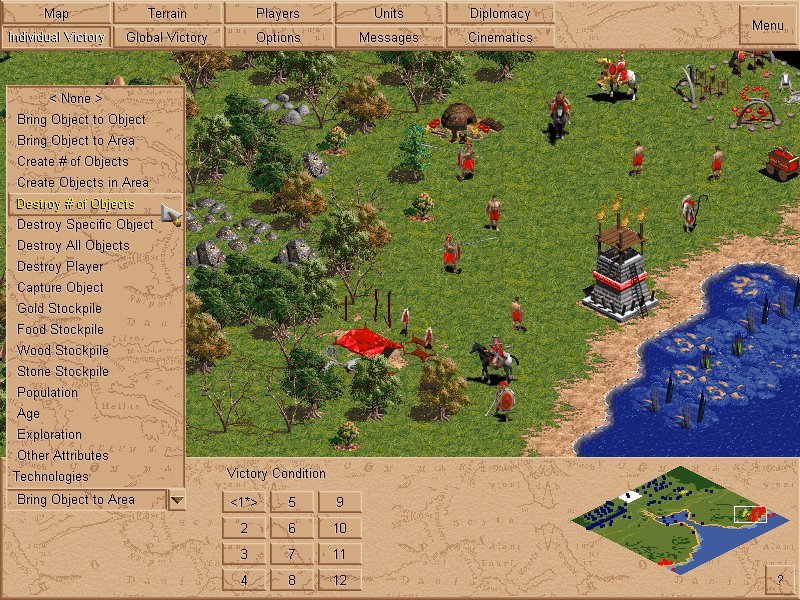 Map Terrain Players Units Diplomacy
Menu
Individual Victory Global Victory Options Messages Cinematics
< None >
Bring Object to Object
Bring Object to Area
Create # of Objects
Create Objects in Area
Destroy # of Objects
Destroy Specific Object
Destroy All Objects
Destroy Player
Capture Object
Gold Stockpile
Food Stockpile
Wood Stockpile
Stone Stockpile
Population
Age
Exploration
Other Attributes
Technologies
Bring Object to Area
Victory Condition
<1*> 5 9
2 6 10
3 7 11
4 8 12
?